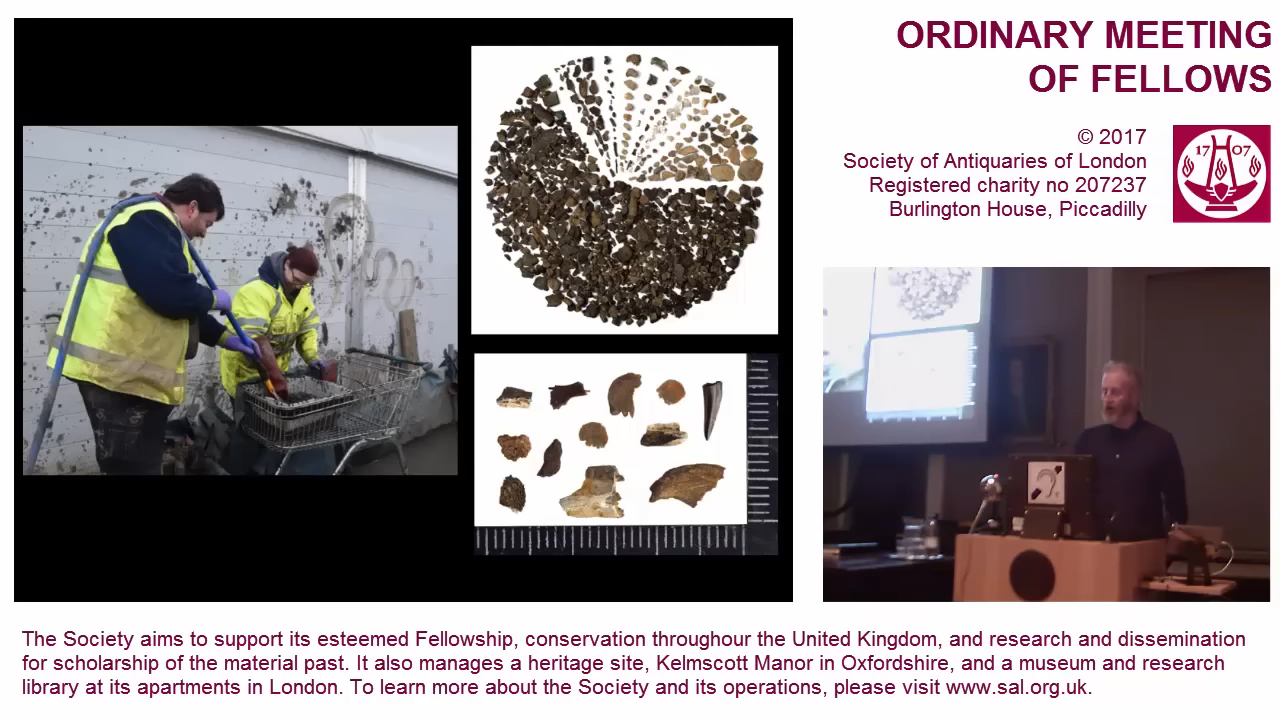 ORDINARY MEETING
OF FELLOWS
© 2017
Society of Antiquaries of London
Registered charity no 207237
Burlington House, Piccadilly
17 07
The Society aims to support its esteemed Fellowship, conservation throughour the United Kingdom, and research and dissemination
for scholarship of the material past. It also manages a heritage site, Kelmscott Manor in Oxfordshire, and a museum and research
library at its apartments in London. To learn more about the Society and its operations, please visit www.sal.org.uk.